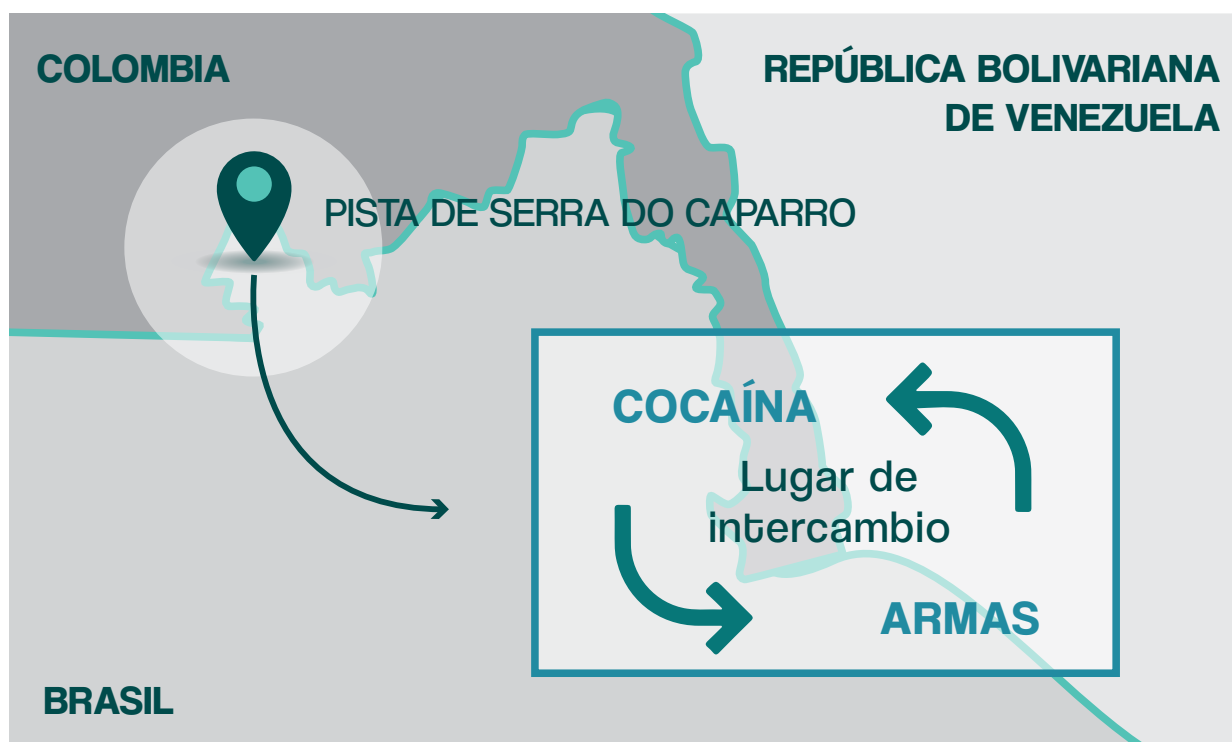 COLOMBIA
REPÚBLICA BOLIVARIANA
DE VENEZUELA
PISTA DE SERRA DO CAPARRO
COCAÍNA
Lugar de
intercambio
ARMAS
BRASIL